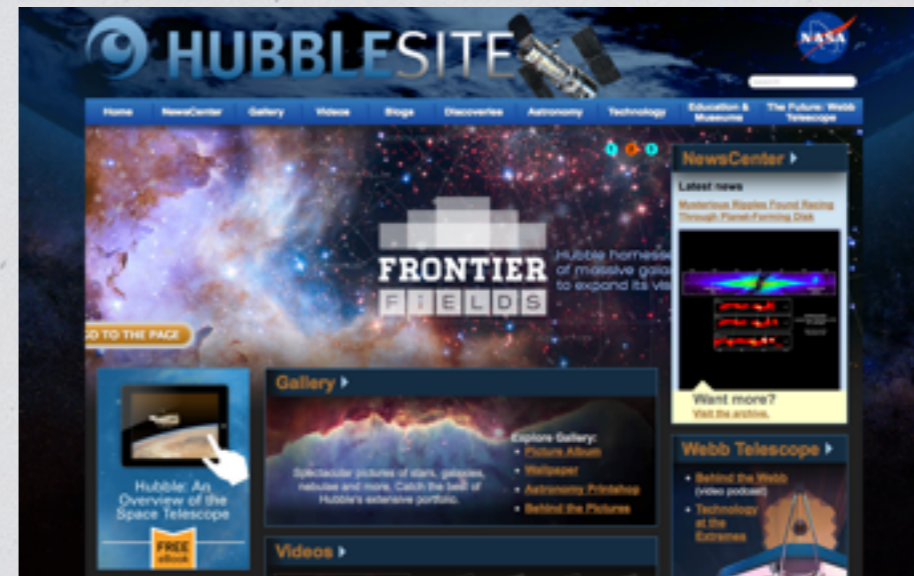 HUBBLESITE
NASA
Home NewsCenter Gallery Videos Blogs Discoveries Astronomy Technology Education & Museums The Future: Webb Telescope
FRONTIER
FIELDS
Hubble harnesse
of massive gala
to expand its vis
GO TO THE PAGE
NewsCenter
Latest news
Mysterious Ripples Found Racing
Through Planet-Forming Disk
Want more?
Visit the archive.
Hubble: An
Overview of the
Space Telescope
FREE
eBook
Gallery
Spectacular pictures of stars, galaxies,
nebulae and more. Catch the best of
Hubble's extensive portfolio.
Explore Gallery:
Picture Album
Wallpaper
Astronomy Printshop
Behind the Pictures
Videos
Webb Telescope
Behind the Webb
(video podcast)
Technology
at the
Extremes